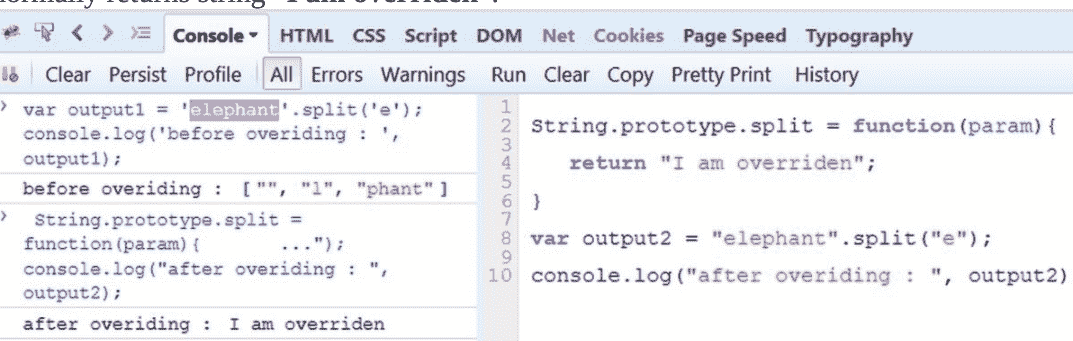 normally returns string "I am overriden".
Console HTML CSS Script DOM Net Cookies Page Speed Typography
Clear Persist Profile All Errors Warnings Run Clear Copy Pretty Print History
var output1 = 'elephant'.split('e');
console.log('before overiding : ',
output1);
before overiding : ["", "l", "phant"]
String.prototype.split =
function(param){ ...");
console.log("after overiding : ",
output2);
after overiding : I am overriden
1
2 String.prototype.split = function(param){
3
4 return "I am overriden";
5
6 }
7
8 var output2 = "elephant".split("e");
9
10 console.log("after overiding : ", output2)